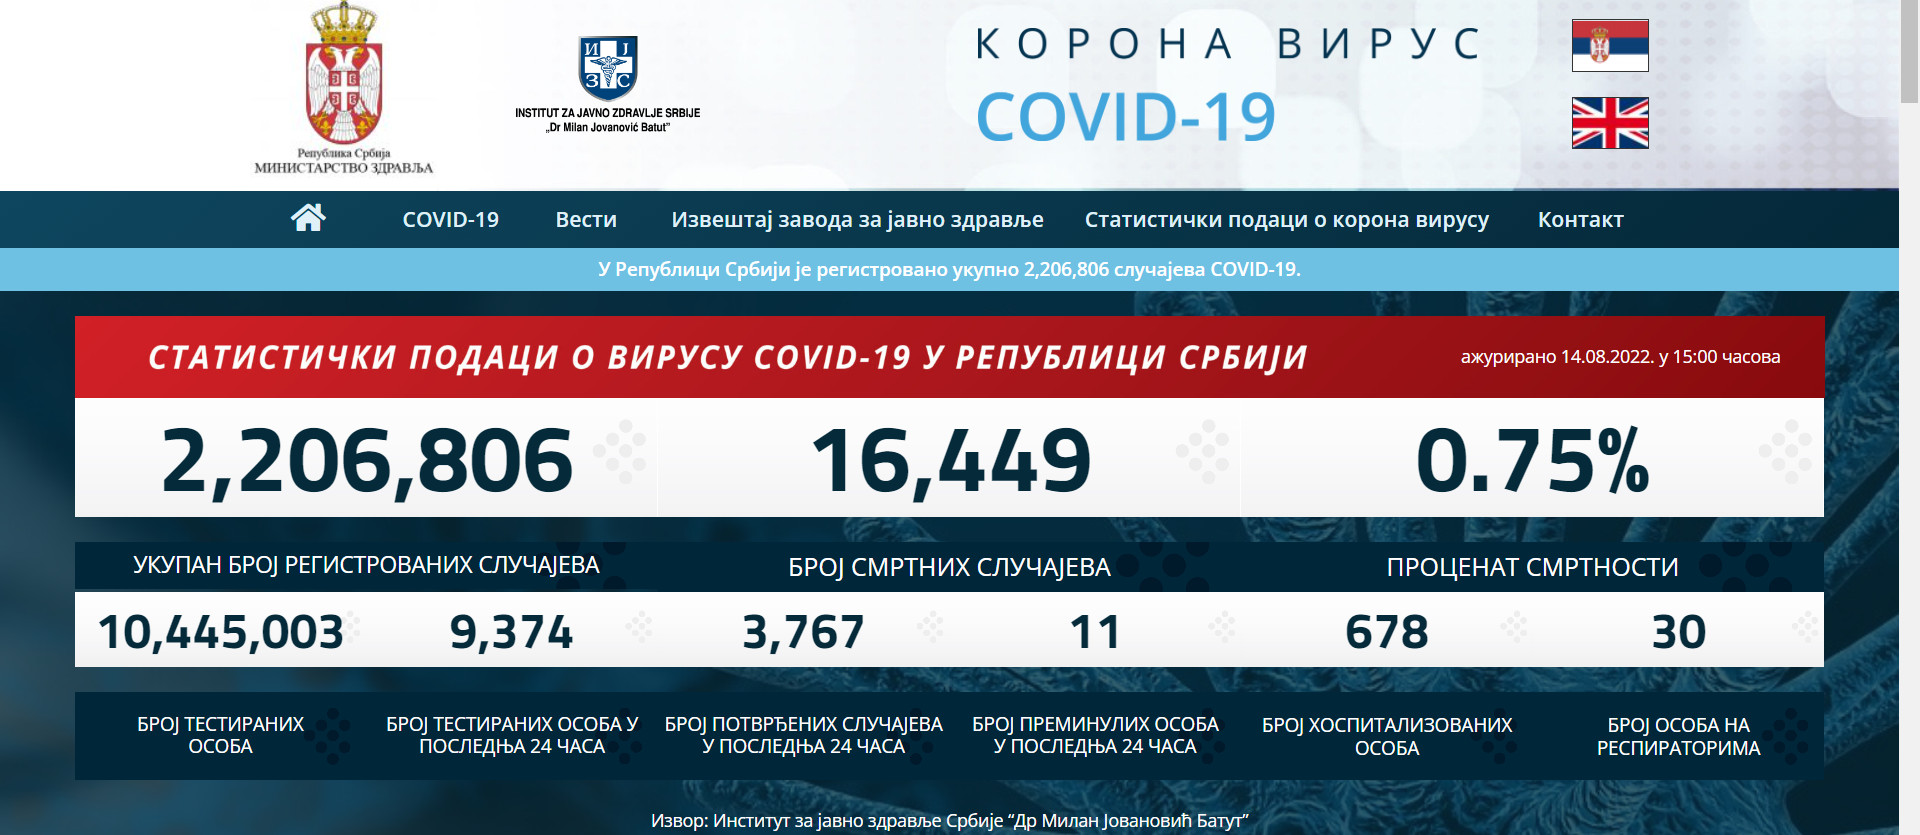 Република Србија
МИНИСТАРСТВО ЗДРАВЉА
И Ј
З С
INSTITUT ZA JAVNO ZDRAVLJE SRBIJE
„Dr Milan Jovanović Batut”
КОРОНА ВИРУС
COVID-19
COVID-19 Вести Извештај завода за јавно здравље Статистички подаци о корона вирусу Контакт
У Републици Србији је регистровано укупно 2,206,806 случајева COVID-19.
СТАТИСТИЧКИ ПОДАЦИ О ВИРУСУ COVID-19 У РЕПУБЛИЦИ СРБИЈИ
ажурирано 14.08.2022. у 15:00 часова
2,206,806 16,449 0.75%
УКУПАН БРОЈ РЕГИСТРОВАНИХ СЛУЧАЈЕВА БРОЈ СМРТНИХ СЛУЧАЈЕВА ПРОЦЕНАТ СМРТНОСТИ
10,445,003 9,374 3,767 11 678 30
БРОЈ ТЕСТИРАНИХ
ОСОБА
БРОЈ ТЕСТИРАНИХ ОСОБА У
ПОСЛЕДЊА 24 ЧАСА
БРОЈ ПОТВРЂЕНИХ СЛУЧАЈЕВА
У ПОСЛЕДЊА 24 ЧАСА
БРОЈ ПРЕМИНУЛИХ ОСОБА
У ПОСЛЕДЊА 24 ЧАСА
БРОЈ ХОСПИТАЛИЗОВАНИХ
ОСОБА
БРОЈ ОСОБА НА
РЕСПИРАТОРИМА
Извор: Институт за јавно здравље Србије “Др Милан Јовановић Батут”